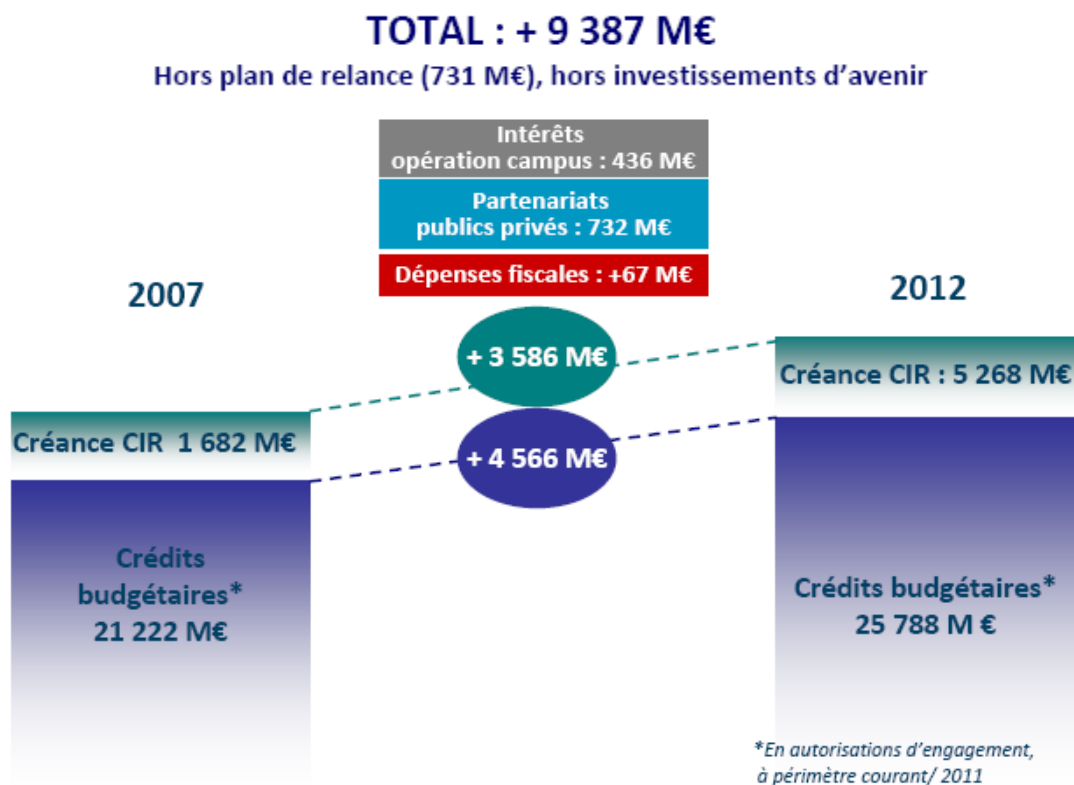 TOTAL : + 9 387 M€
Hors plan de relance (731 M€), hors investissements d'avenir
Intérêts
opération campus : 436 M€
Partenariats
publics privés : 732 M€
Dépenses fiscales : +67 M€
2007
2012
+ 3 586 M€
Créance CIR : 5 268 M€
Créance CIR 1 682 M€
+ 4 566 M€
Crédits
budgétaires*
21 222 M€
Crédits budgétaires*
25 788 M €
*En autorisations d'engagement,
à périmètre courant/ 2011